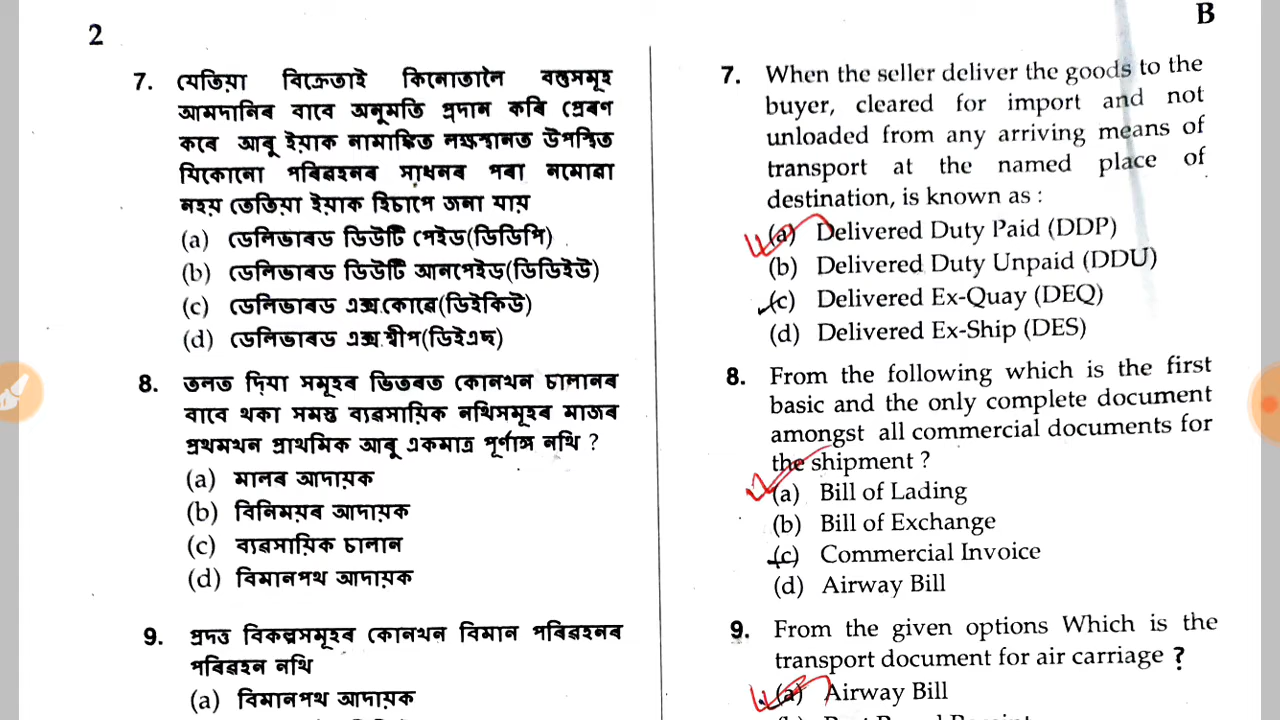 2
B
7. যেতিয়া বিক্ৰেতাই কিনোতালৈ বস্তুসমূহ
আমদানিৰ বাবে অনুমতি প্ৰদান কৰি প্ৰেৰণ
কৰে আৰু ইয়াক নামাঙ্কিত লক্ষ্যস্থানত উপস্থিত
যিকোনো পৰিবহনৰ সাধনৰ পৰা নমোৱা
নহয় তেতিয়া ইয়াক হিচাপে জনা যায়
(a) ডেলিভাৰড ডিউটি পেইড(ডিডিপি)
(b) ডেলিভাৰড ডিউটি আনপেইড(ডিডিইউ)
(c) ডেলিভাৰড এক্স কোৱে(ডিইকিউ)
(d) ডেলিভাৰড এক্স স্বীপ(ডিইএছ)
8. তলত দিয়া সমূহৰ ভিতৰত কোনখন চালানৰ
বাবে থকা সমস্ত ব্যৱসায়িক নথিসমূহৰ মাজৰ
প্ৰথমখন প্ৰাথমিক আৰু একমাত্ৰ পূৰ্ণাঙ্গ নথি ?
(a) মালৰ আদায়ক
(b) বিনিময়ৰ আদায়ক
(c) ব্যৱসায়িক চালান
(d) বিমানপথ আদায়ক
9. প্ৰদত্ত বিকল্পসমূহৰ কোনখন বিমান পৰিবহনৰ
পৰিবহন নথি
(a) বিমানপথ আদায়ক
7. When the seller deliver the goods to the
buyer, cleared for import and not
unloaded from any arriving means of
transport at the named place of
destination, is known as :
(a) Delivered Duty Paid (DDP)
(b) Delivered Duty Unpaid (DDU)
(c) Delivered Ex-Quay (DEQ)
(d) Delivered Ex-Ship (DES)
8. From the following which is the first
basic and the only complete document
amongst all commercial documents for
the shipment ?
(a) Bill of Lading
(b) Bill of Exchange
(c) Commercial Invoice
(d) Airway Bill
9. From the given options Which is the
transport document for air carriage ?
(a) Airway Bill